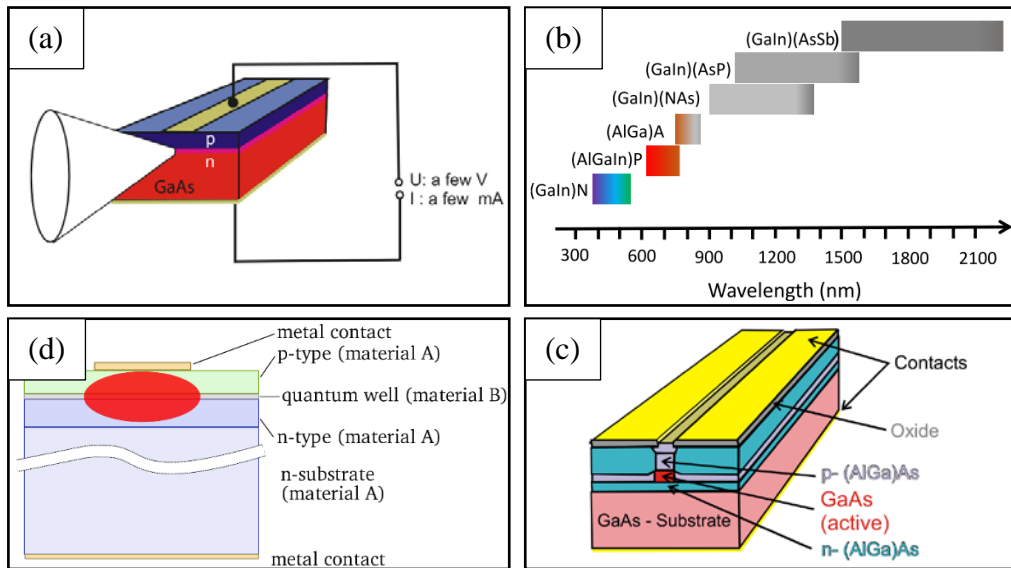 (a)
p
n
GaAs
U: a few V
I : a few mA
(b)
(GaIn)(AsSb)
(GaIn)(AsP)
(GaIn)(NAs)
(AlGa)A
(AlGaIn)P
(GaIn)N
300 600 900 1200 1500 1800 2100
Wavelength (nm)
(d)
metal contact
p-type (material A)
quantum well (material B)
n-type (material A)
n-substrate
(material A)
metal contact
(c)
Contacts
Oxide
p- (AlGa)As
GaAs
(active)
n- (AlGa)As
GaAs - Substrate